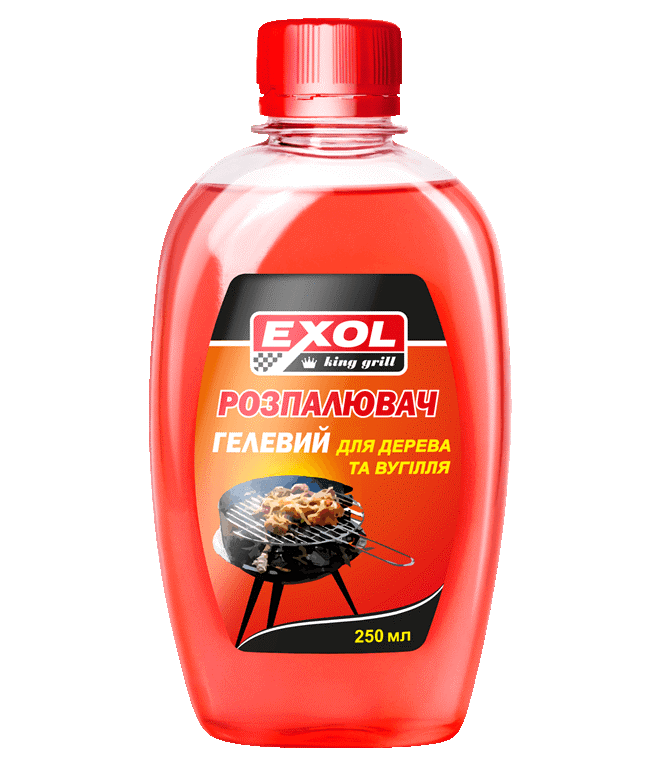 EXOL
king grill
РОЗПАЛЮВАЧ
ГЕЛЕВИЙ ДЛЯ ДЕРЕВА
ТА ВУГІЛЛЯ
250 мл